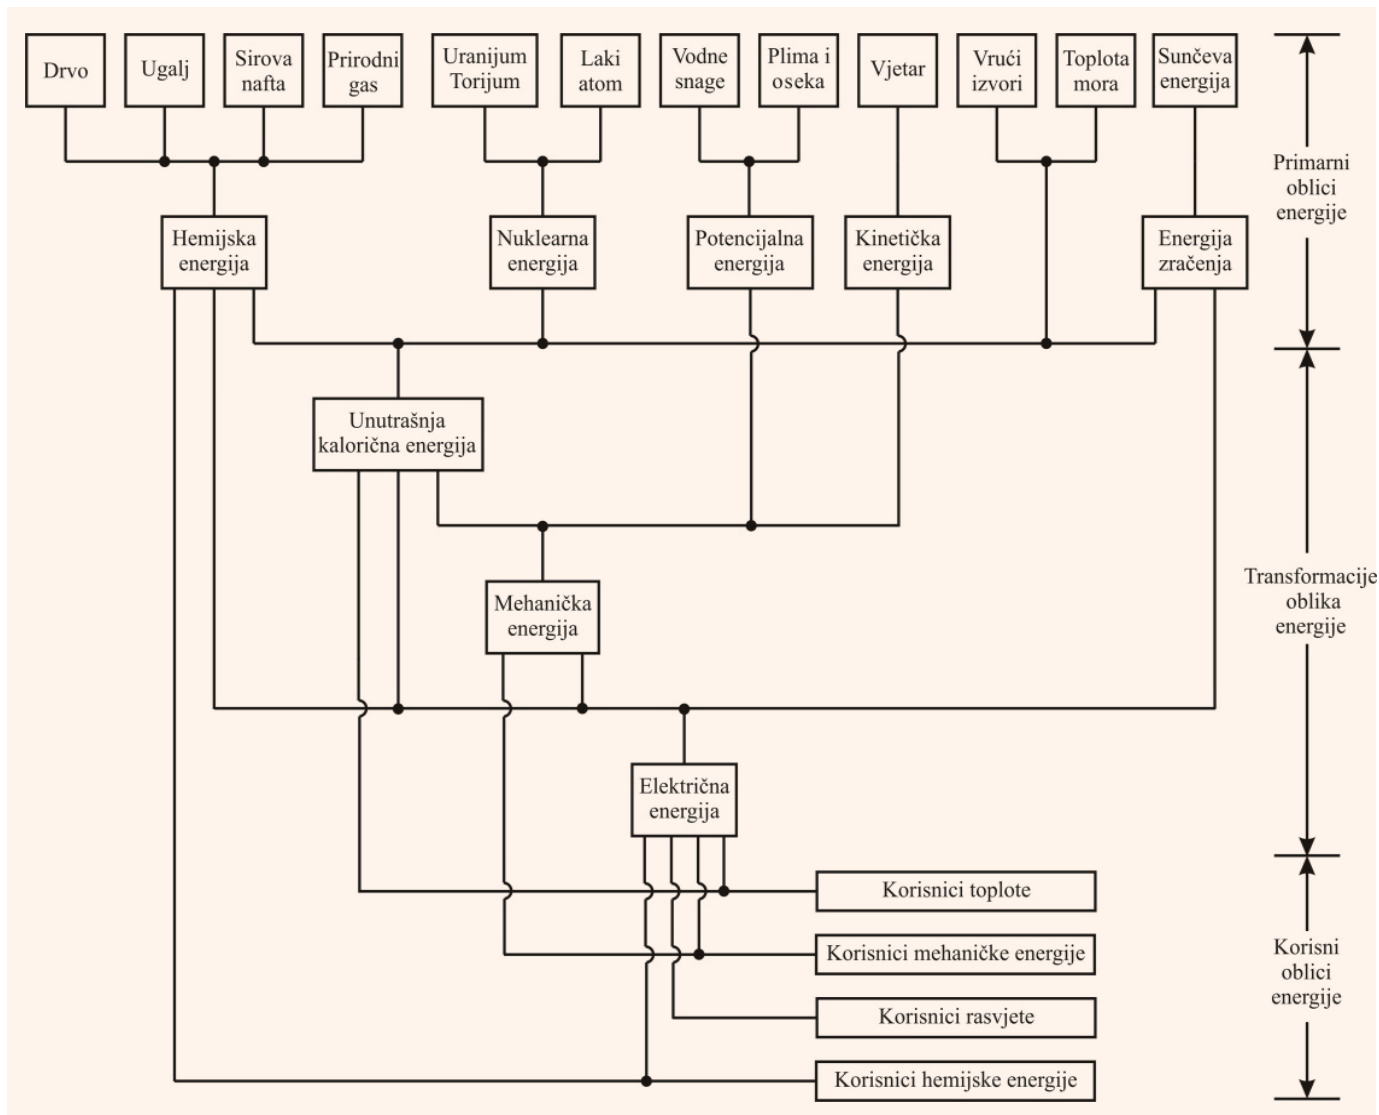 Drvo
Ugalj
Sirova
nafta
Prirodni
gas
Uranijum
Torijum
Laki
atom
Vodne
snage
Plima i
oseka
Vjetar
Vrući
izvori
Toplota
mora
Sunčeva
energija
Primarni
oblici
energije
Hemijska
energija
Nuklearna
energija
Potencijalna
energija
Kinetička
energija
Energija
zračenja
Unutrašnja
kalorična energija
Transformacije
oblika
energije
Mehanička
energija
Električna
energija
Korisnici toplote
Korisnici mehaničke energije
Korisni
oblici
energije
Korisnici rasvjete
Korisnici hemijske energije